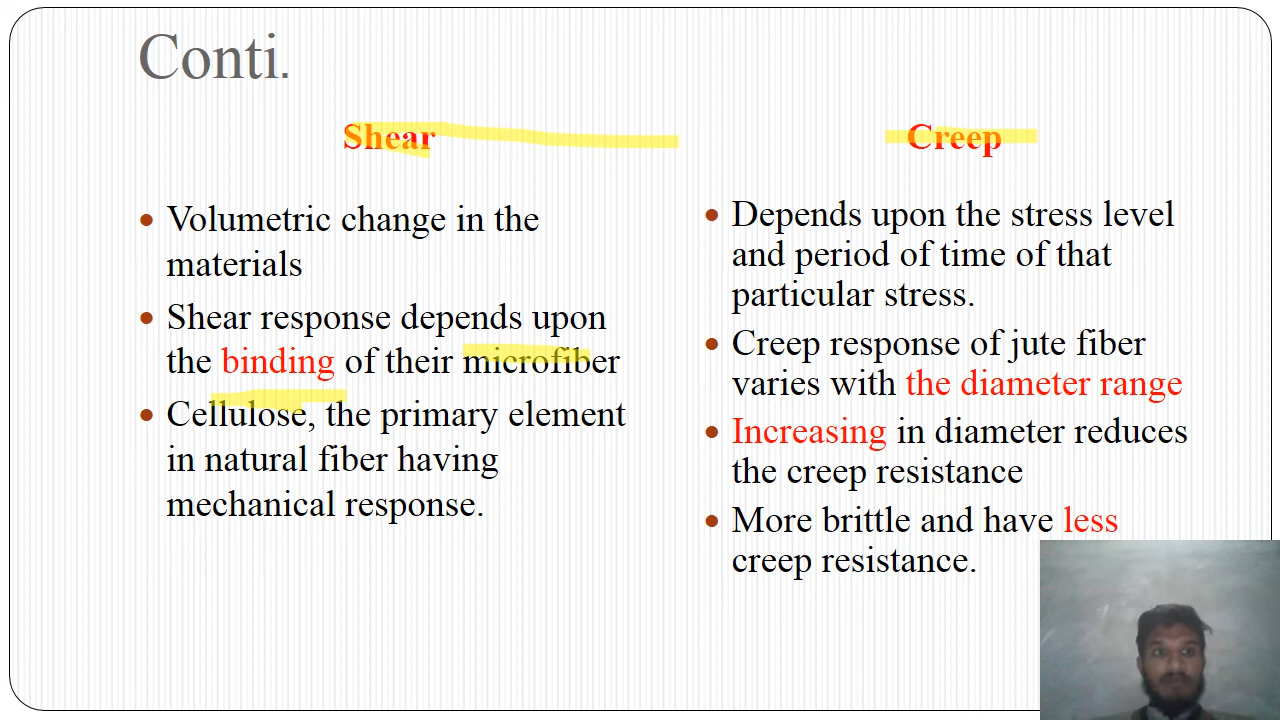 Conti.
Shear
Volumetric change in the
materials
Shear response depends upon
the binding of their microfiber
Cellulose, the primary element
in natural fiber having
mechanical response.
Creep
Depends upon the stress level
and period of time of that
particular stress.
Creep response of jute fiber
varies with the diameter range
Increasing in diameter reduces
the creep resistance
More brittle and have less
creep resistance.